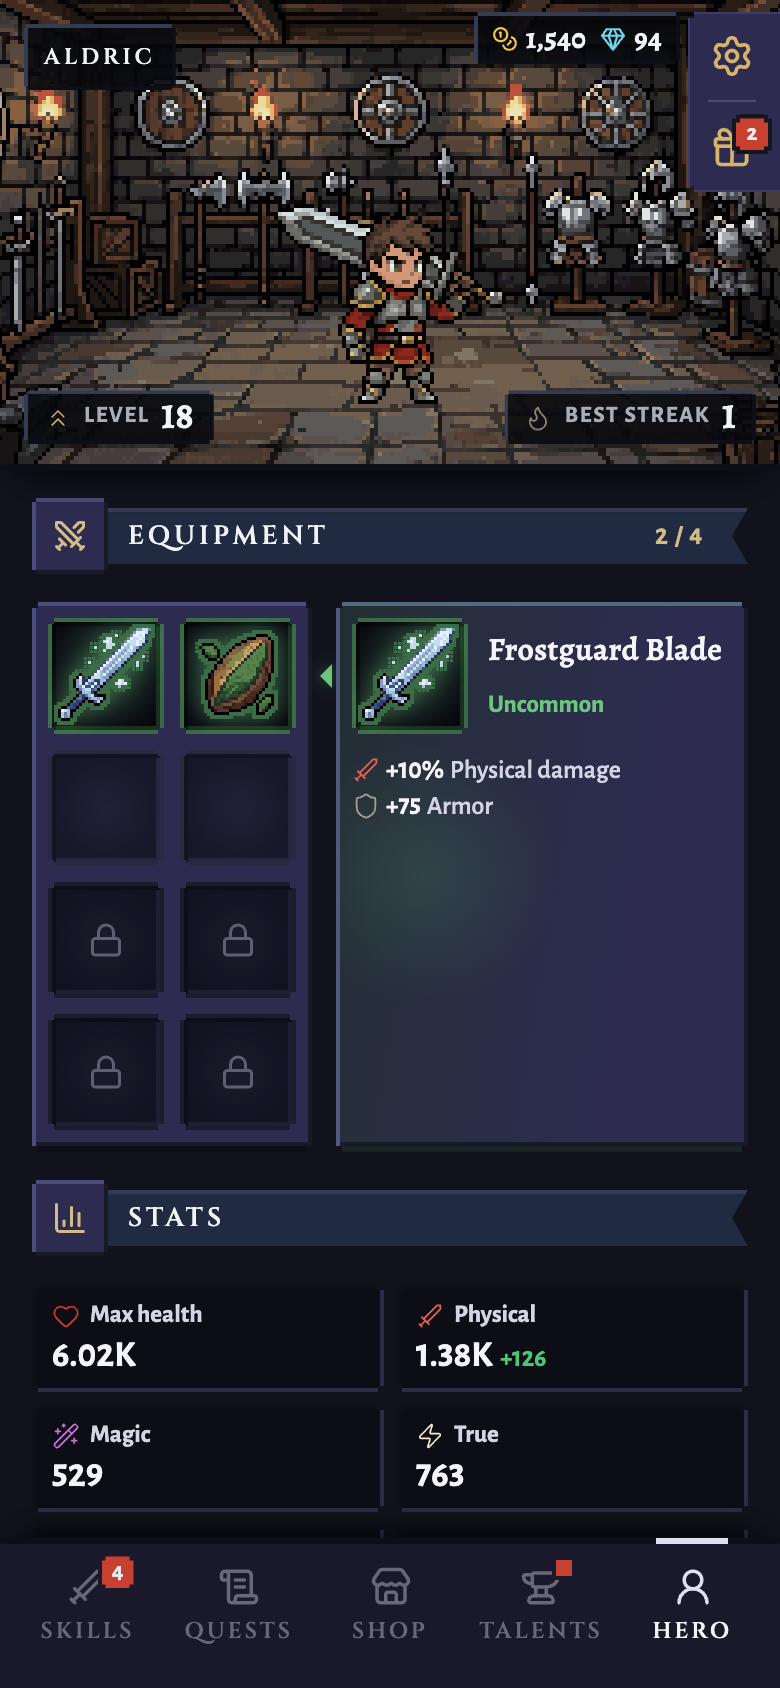 ALDRIC
1,540 94
2
LEVEL 18
BEST STREAK 1
EQUIPMENT 2 / 4
Frostguard Blade
Uncommon
+10% Physical damage
+75 Armor
STATS
Max health
6.02K
Physical
1.38K +126
Magic
529
True
763
4
SKILLS QUESTS SHOP TALENTS HERO